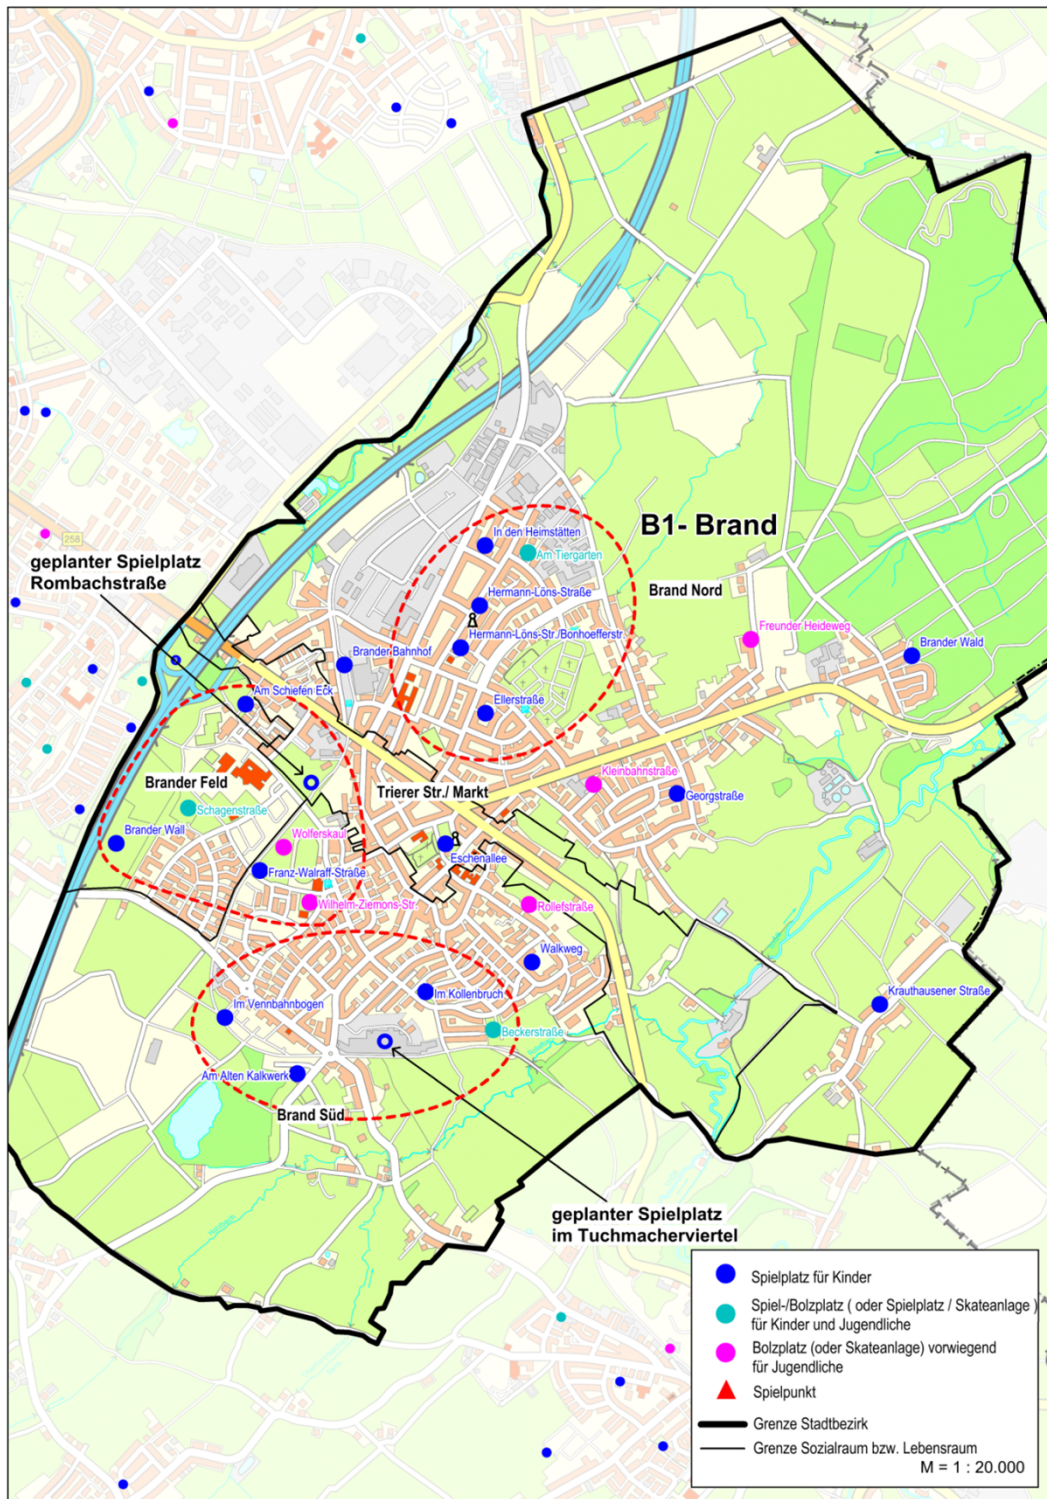 258
geplanter Spielplatz
Rombachstraße
B1- Brand
In den Heimstätten
Am Tiergarten
Brand Nord
Hermann-Löns-Straße
Freunder Heideweg
Hermann-Löns-Str./Bonhoefferstr.
Brander Wald
Brander Bahnhof
Am Schiefen Eck
Ellerstraße
Brander Feld
Kleinbahnstraße
Trierer Str./ Markt
Georgstraße
Schagenstraße
Brander Wall
Wolferskaul
Eschenallee
Franz-Walraff-Straße
Wilhelm-Ziemons-Str.
Rollefstraße
Walkweg
Im Kollenbruch
Krauthausener Straße
Im Vennbahnbogen
Beckerstraße
Am Alten Kalkwerk
Brand Süd
geplanter Spielplatz
im Tuchmacherviertel
Spielplatz für Kinder
Spiel-/Bolzplatz ( oder Spielplatz / Skateanlage )
für Kinder und Jugendliche
Bolzplatz (oder Skateanlage) vorwiegend
für Jugendliche
Spielpunkt
Grenze Stadtbezirk
Grenze Sozialraum bzw. Lebensraum
M = 1 : 20.000